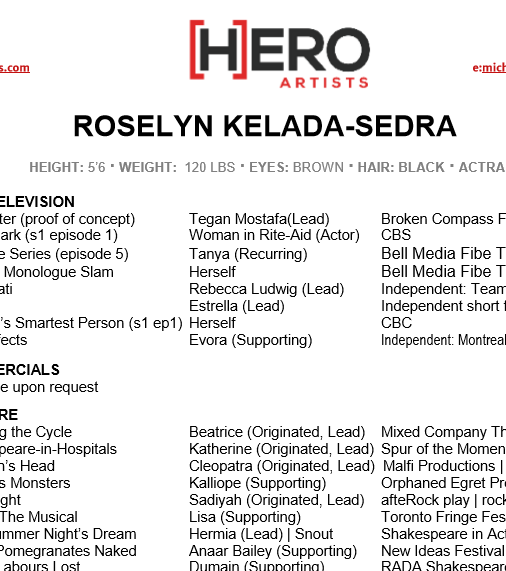 [H]ERO
ARTISTS
s.com
e:mich
ROSELYN KELADA-SEDRA
HEIGHT: 5'6 • WEIGHT: 120 LBS • EYES: BROWN • HAIR: BLACK • ACTRA
ELEVISION
ter (proof of concept) Tegan Mostafa(Lead) Broken Compass F
ark (s1 episode 1) Woman in Rite-Aid (Actor) CBS
e Series (episode 5) Tanya (Recurring) Bell Media Fibe T
Monologue Slam Herself Bell Media Fibe T
ati Rebecca Ludwig (Lead) Independent: Team
Estrella (Lead) Independent short f
's Smartest Person (s1 ep1) Herself CBC
fects Evora (Supporting) Independent: Montreal
ERCIALS
e upon request
RE
g the Cycle Beatrice (Originated, Lead) Mixed Company Th
peare-in-Hospitals Katherine (Originated, Lead) Spur of the Momen
n's Head Cleopatra (Originated, Lead) Malfi Productions |
s Monsters Kalliope (Supporting) Orphaned Egret Pro
ght Sadiyah (Originated, Lead) afteRock play | rock
The Musical Lisa (Supporting) Toronto Fringe Fes
ummer Night's Dream Hermia (Lead) | Snout Shakespeare in Act
Pomegranates Naked Anaar Bailey (Supporting) New Ideas Festival
Labours Lost Dumain (Supporting) RADA Shakespear